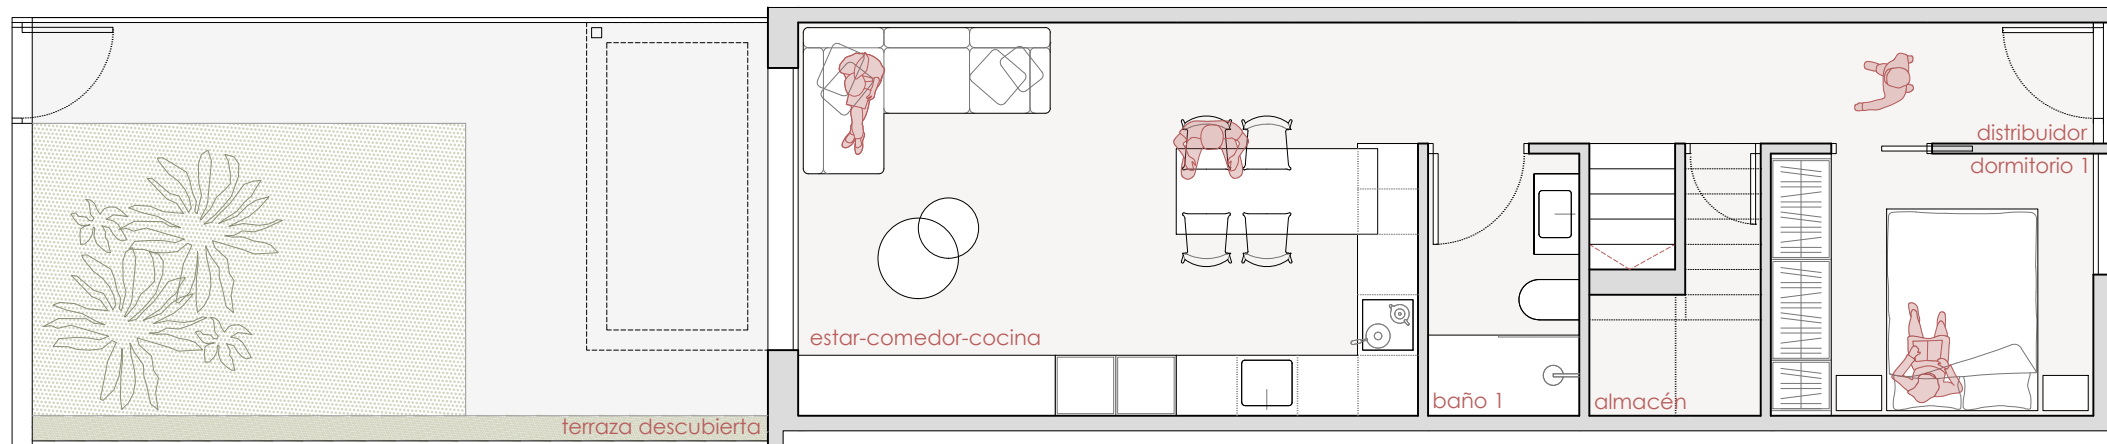 distribuidor
dormitorio 1
estar-comedor-cocina
baño 1
almacén
terraza descubierta